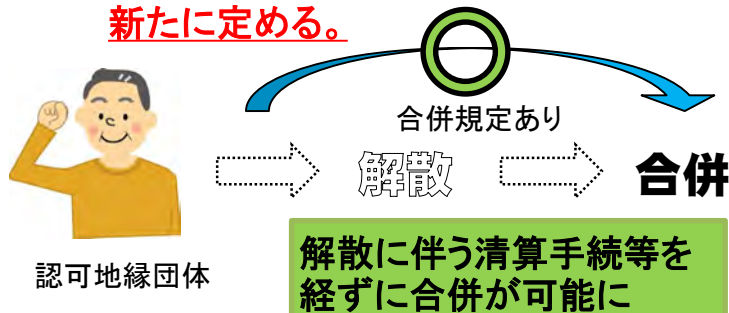 新たに定める。
合併規定あり
解散
合併
認可地縁団体
解散に伴う清算手続等を
経ずに合併が可能に